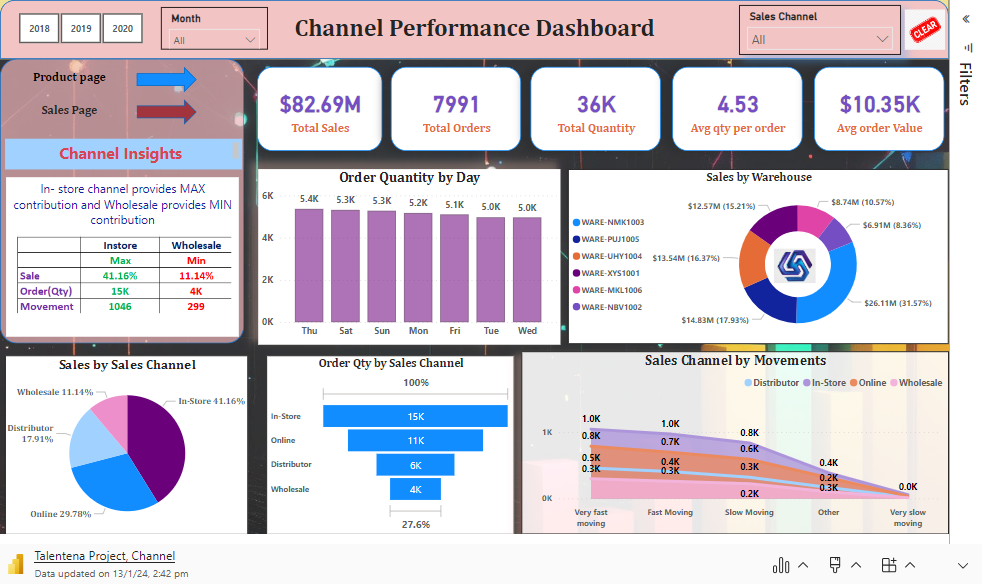 2018
2019
2020
Month
All
Channel Performance Dashboard
Sales Channel
All
CLEAR
Filters
Product page
Sales Page
$82.69M
Total Sales
7991
Total Orders
36K
Total Quantity
4.53
Avg qty per order
$10.35K
Avg order Value
Channel Insights
In- store channel provides MAX
contribution and Wholesale provides MIN
contribution
Instore Wholesale
Max Min
Sale 41.16% 11.14%
Order(Qty) 15K 4K
Movement 1046 299
Order Quantity by Day
6K
4K
2K
0K
5.4K 5.3K 5.3K 5.2K 5.1K 5.0K 5.0K
Thu Sat Sun Mon Fri Tue Wed
Sales by Warehouse
WARE-NMK1003
WARE-PUJ1005
WARE-UHY1004
WARE-XYS1001
WARE-MKL1006
WARE-NBV1002
$12.57M (15.21%)
$8.74M (10.57%)
$6.91M (8.36%)
$13.54M (16.37%)
$26.11M (31.57%)
$14.83M (17.93%)
Sales by Sales Channel
Wholesale 11.14%
In-Store 41.16%
Distributor
17.91%
Online 29.78%
Order Qty by Sales Channel
100%
In-Store 15K
Online 11K
Distributor 6K
Wholesale 4K
27.6%
Sales Channel by Movements
Distributor In-Store Online Wholesale
1K
0K
1.0K 1.0K 0.8K 0.4K 0.0K
0.8K 0.7K 0.6K 0.2K
0.5K 0.4K 0.3K 0.3K
0.3K 0.3K 0.2K
Very fast
moving
Fast Moving
Slow Moving
Other
Very slow
moving
Talentena Project, Channel
Data updated on 13/1/24, 2:42 pm